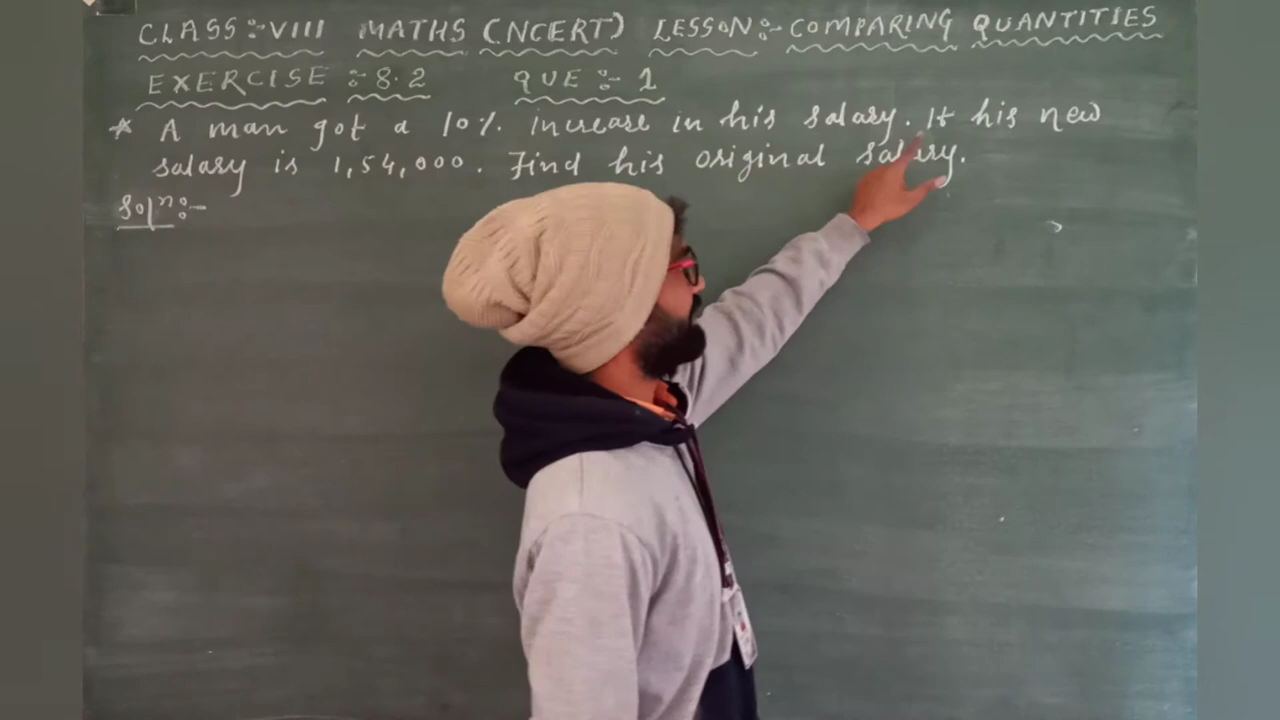 CLASS:-VIII MATHS (NCERT) LESSON:- COMPARING QUANTITIES
EXERCISE :-8.2 QUE:- 1
* A man got a 10% increase in his salary. If his new
salary is 1,54,000. Find his original salary.
Solⁿ:-